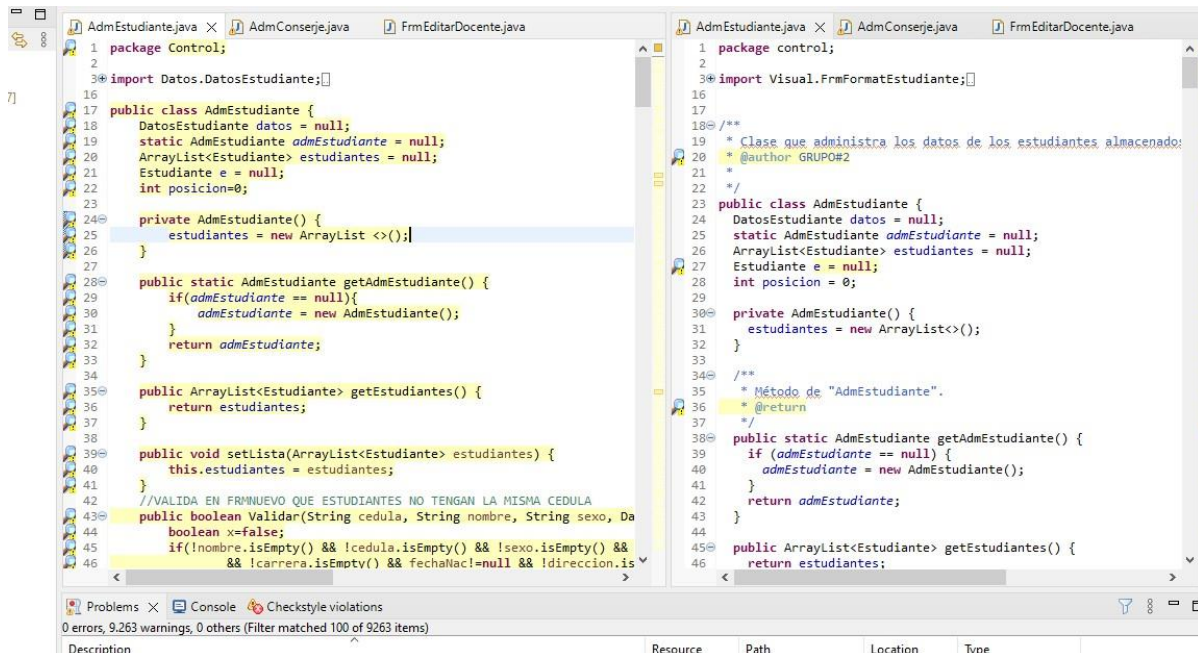 AdmEstudiante.java AdmConserje.java FrmEditarDocente.java
1 package Control;
2
3 import Datos.DatosEstudiante;
16
17 public class AdmEstudiante {
18 DatosEstudiante datos = null;
19 static AdmEstudiante admEstudiante = null;
20 ArrayList<Estudiante> estudiantes = null;
21 Estudiante e = null;
22 int posicion=0;
23
24 private AdmEstudiante() {
25 estudiantes = new ArrayList <>();
26 }
27
28 public static AdmEstudiante getAdmEstudiante() {
29 if(admEstudiante == null){
30 admEstudiante = new AdmEstudiante();
31 }
32 return admEstudiante;
33 }
34
35 public ArrayList<Estudiante> getEstudiantes() {
36 return estudiantes;
37 }
38
39 public void setLista(ArrayList<Estudiante> estudiantes) {
40 this.estudiantes = estudiantes;
41 }
42 //VALIDA EN FRMNUEVO QUE ESTUDIANTES NO TENGAN LA MISMA CEDULA
43 public boolean Validar(String cedula, String nombre, String sexo, Da
44 boolean x=false;
45 if(!nombre.isEmpty() && !cedula.isEmpty() && !sexo.isEmpty() &&
46 && !carrera.isEmpty() && fechaNac!=null && !direccion.is
AdmEstudiante.java AdmConserje.java FrmEditarDocente.java
1 package control;
2
3 import Visual.FrmFormatEstudiante;
16
17
18 /**
19 * Clase que administra los datos de los estudiantes almacenados
20 * @author GRUPO#2
21 *
22 */
23 public class AdmEstudiante {
24 DatosEstudiante datos = null;
25 static AdmEstudiante admEstudiante = null;
26 ArrayList<Estudiante> estudiantes = null;
27 Estudiante e = null;
28 int posicion = 0;
29
30 private AdmEstudiante() {
31 estudiantes = new ArrayList<>();
32 }
33
34 /**
35 * Método de "AdmEstudiante".
36 * @return
37 */
38 public static AdmEstudiante getAdmEstudiante() {
39 if (admEstudiante == null) {
40 admEstudiante = new AdmEstudiante();
41 }
42 return admEstudiante;
43 }
44
45 public ArrayList<Estudiante> getEstudiantes() {
46 return estudiantes;
Problems Console Checkstyle violations
0 errors, 9.263 warnings, 0 others (Filter matched 100 of 9263 items)
Description Resource Path Location Type